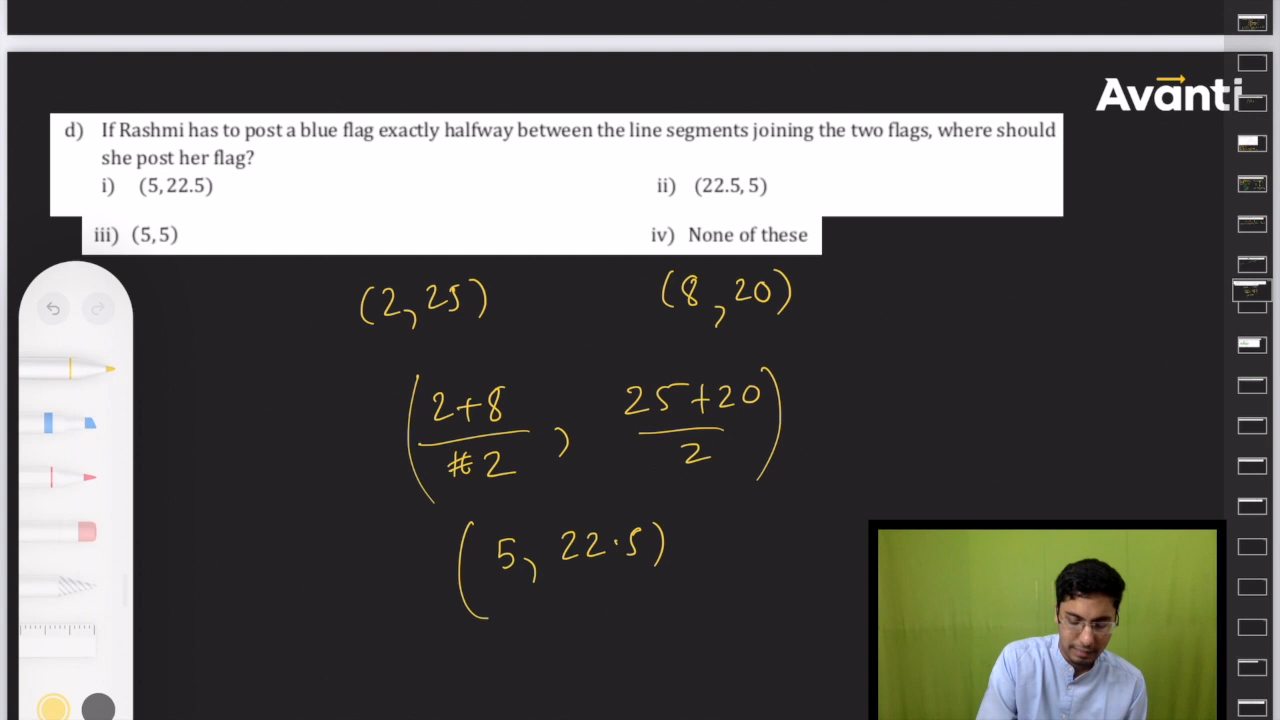 Avanti
d) If Rashmi has to post a blue flag exactly halfway between the line segments joining the two flags, where should
she post her flag?
i) (5, 22.5) ii) (22.5, 5)
iii) (5, 5) iv) None of these
(2, 25) (8, 20)
(2+8/2, 25+20/2)
(5, 22.5)